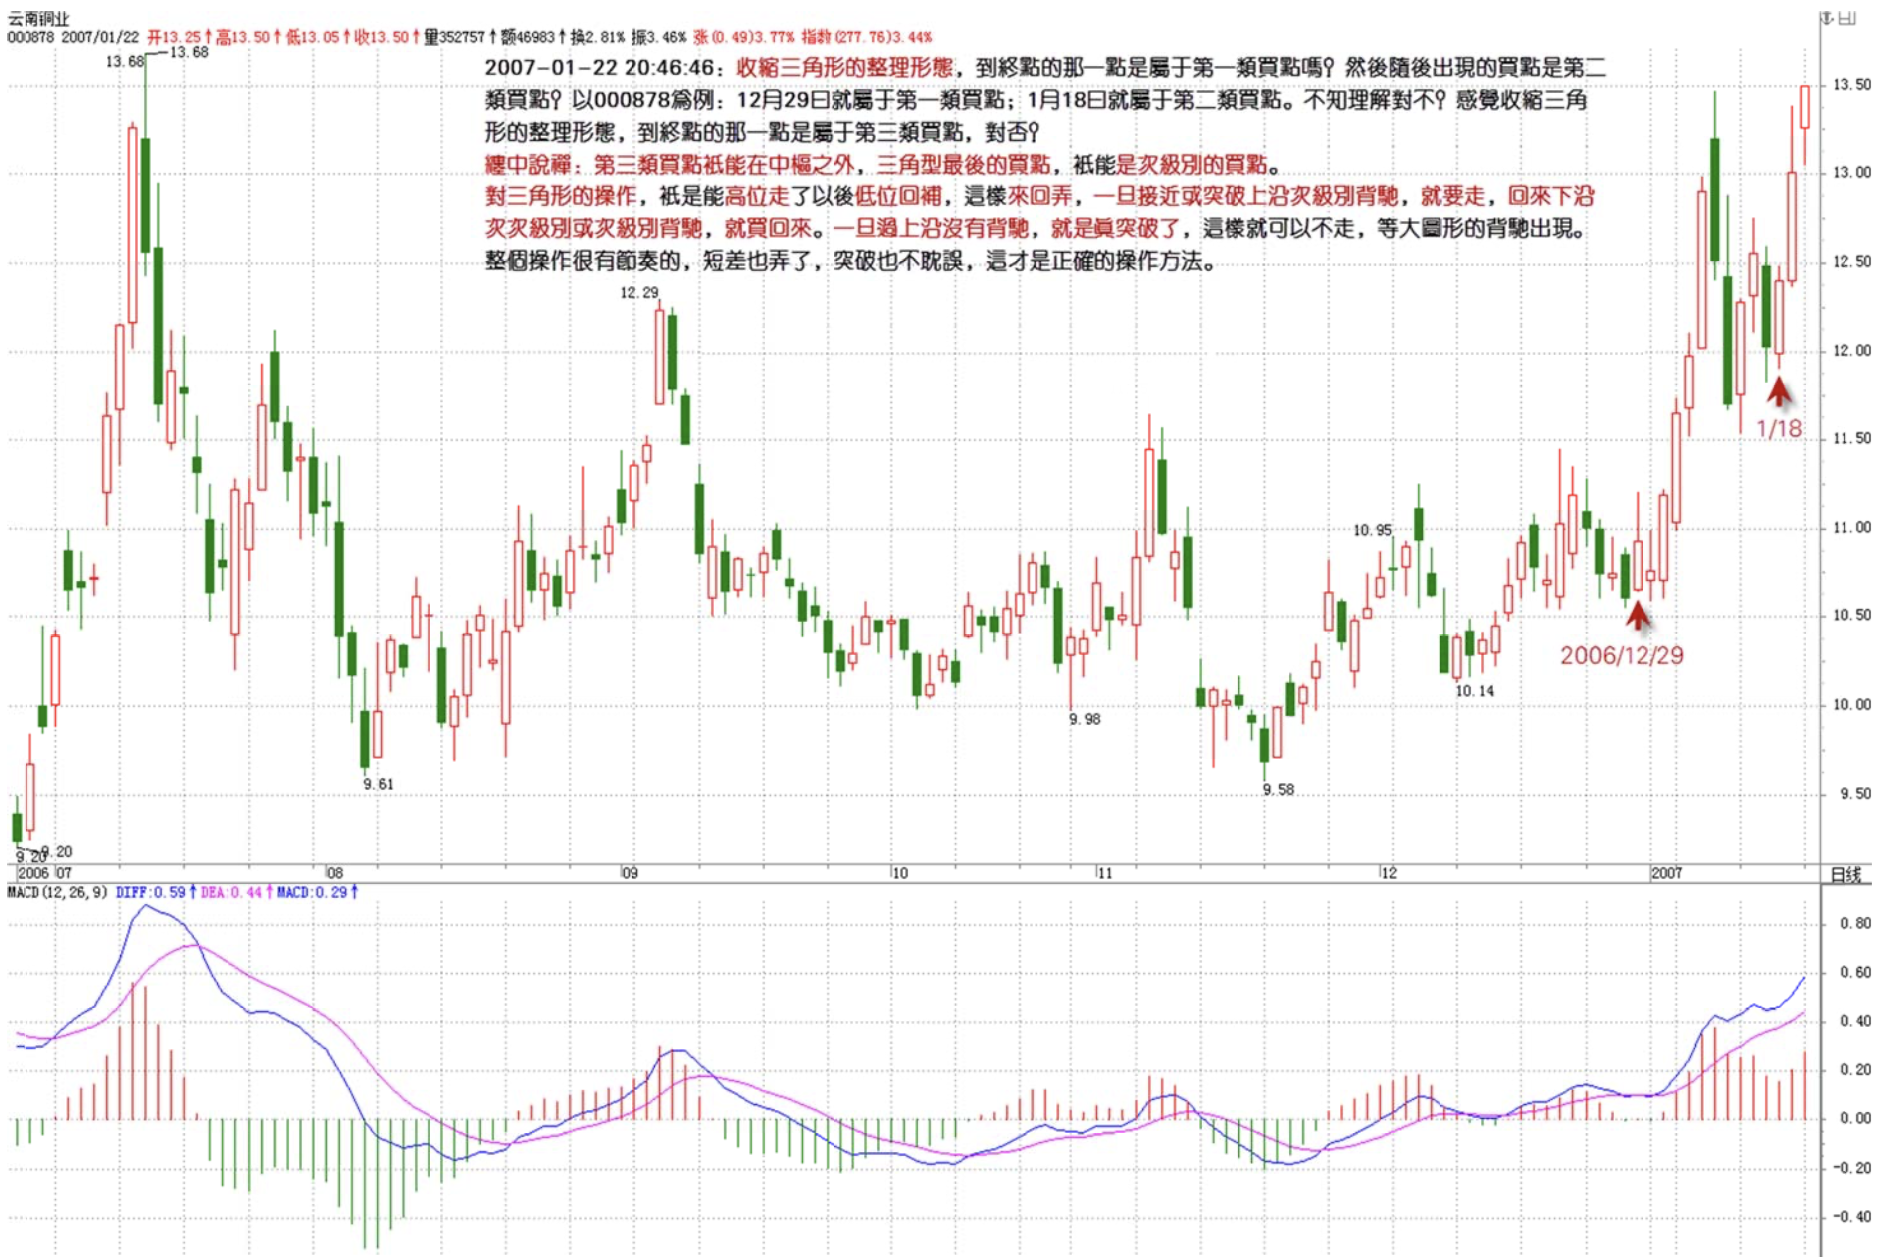 云南铜业
000878 2007/01/22 开13.25↑高13.50↑低13.05↑收13.50↑量352757↑额46983↑换2.81% 振3.46% 涨(0.49)3.77% 指数(277.76)3.44%
2007-01-22 20:46:46：收縮三角形的整理形態，到終點的那一點是屬于第一類買點嗎？然後隨後出現的買點是第二
類買點？以000878爲例：12月29日就屬于第一類買點；1月18日就屬于第二類買點。不知理解對不？感覺收縮三角
形的整理形態，到終點的那一點是屬于第三類買點，對否？
纏中說禪：第三類買點衹能在中樞之外，三角型最後的買點，衹能是次級別的買點。
對三角形的操作，衹是能高位走了以後低位回補，這樣來回弄，一旦接近或突破上沿次級別背馳，就要走，回來下沿
次次級別或次級別背馳，就買回來。一旦過上沿沒有背馳，就是眞突破了，這樣就可以不走，等大圖形的背馳出現。
整個操作很有節奏的，短差也弄了，突破也不耽誤，這才是正確的操作方法。
13.68
13.68
12.29
10.95
9.98
10.14
9.61
9.58
9.20
9.20
1/18
2006/12/29
13.50
13.00
12.50
12.00
11.50
11.00
10.50
10.00
9.50
2006 07 08 09 10 11 12 2007 日线
MACD(12,26,9) DIFF:0.59↑ DEA:0.44↑ MACD:0.29↑
0.80
0.60
0.40
0.20
0.00
-0.20
-0.40